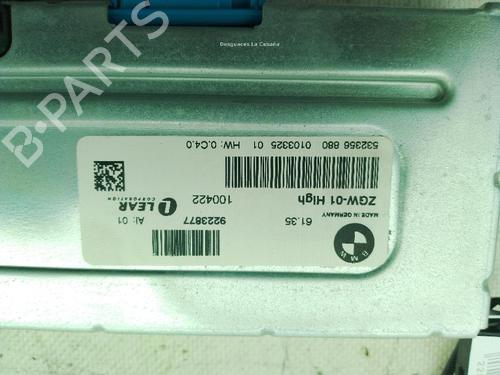 Desguaces La Cabaña
B-PARTS
532356 880 0103325 01 HW: 0.C4.0
ZGW-01 High
61.35
MADE IN GERMANY
BMW
100422
LEAR
CORPORATION
9223877
AI: 01